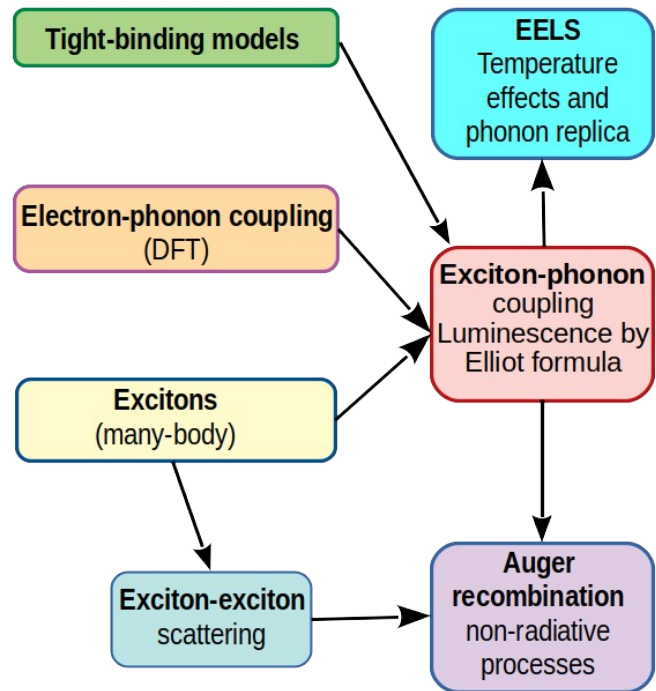 Tight-binding models
EELS
Temperature
effects and
phonon replica
Electron-phonon coupling
(DFT)
Exciton-phonon
coupling
Luminescence by
Elliot formula
Excitons
(many-body)
Exciton-exciton
scattering
Auger
recombination
non-radiative
processes